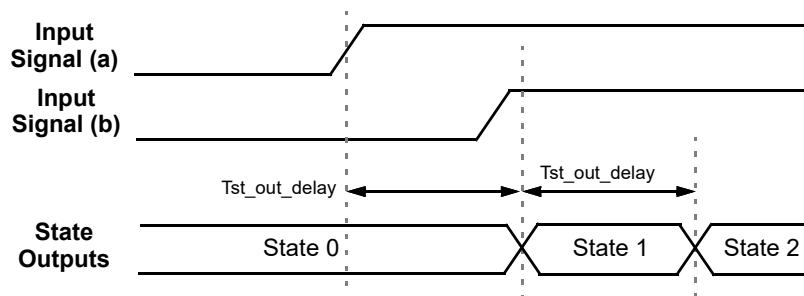 Input
Signal (a)
Input
Signal (b)
Tst_out_delay
Tst_out_delay
State
Outputs
State 0
State 1
State 2